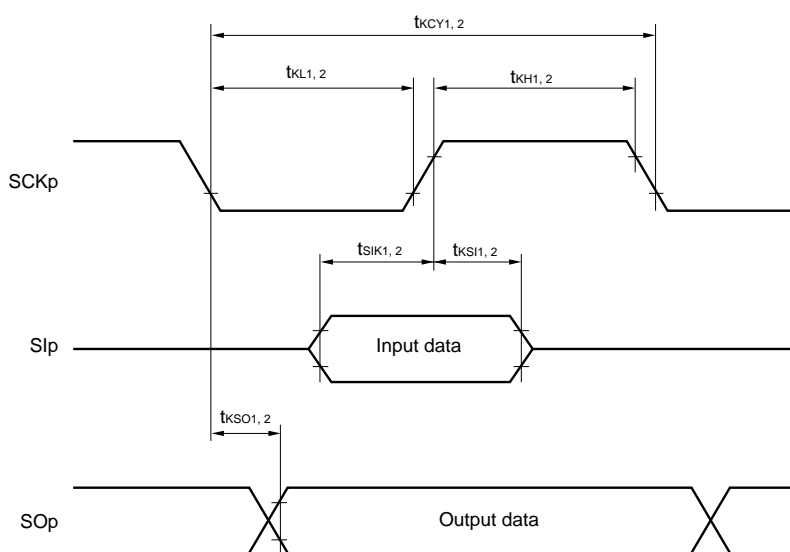 tKCY1, 2
tKL1, 2
tKH1, 2
SCKp
tSIK1, 2
tKSI1, 2
SIp
Input data
tKSO1, 2
SOp
Output data